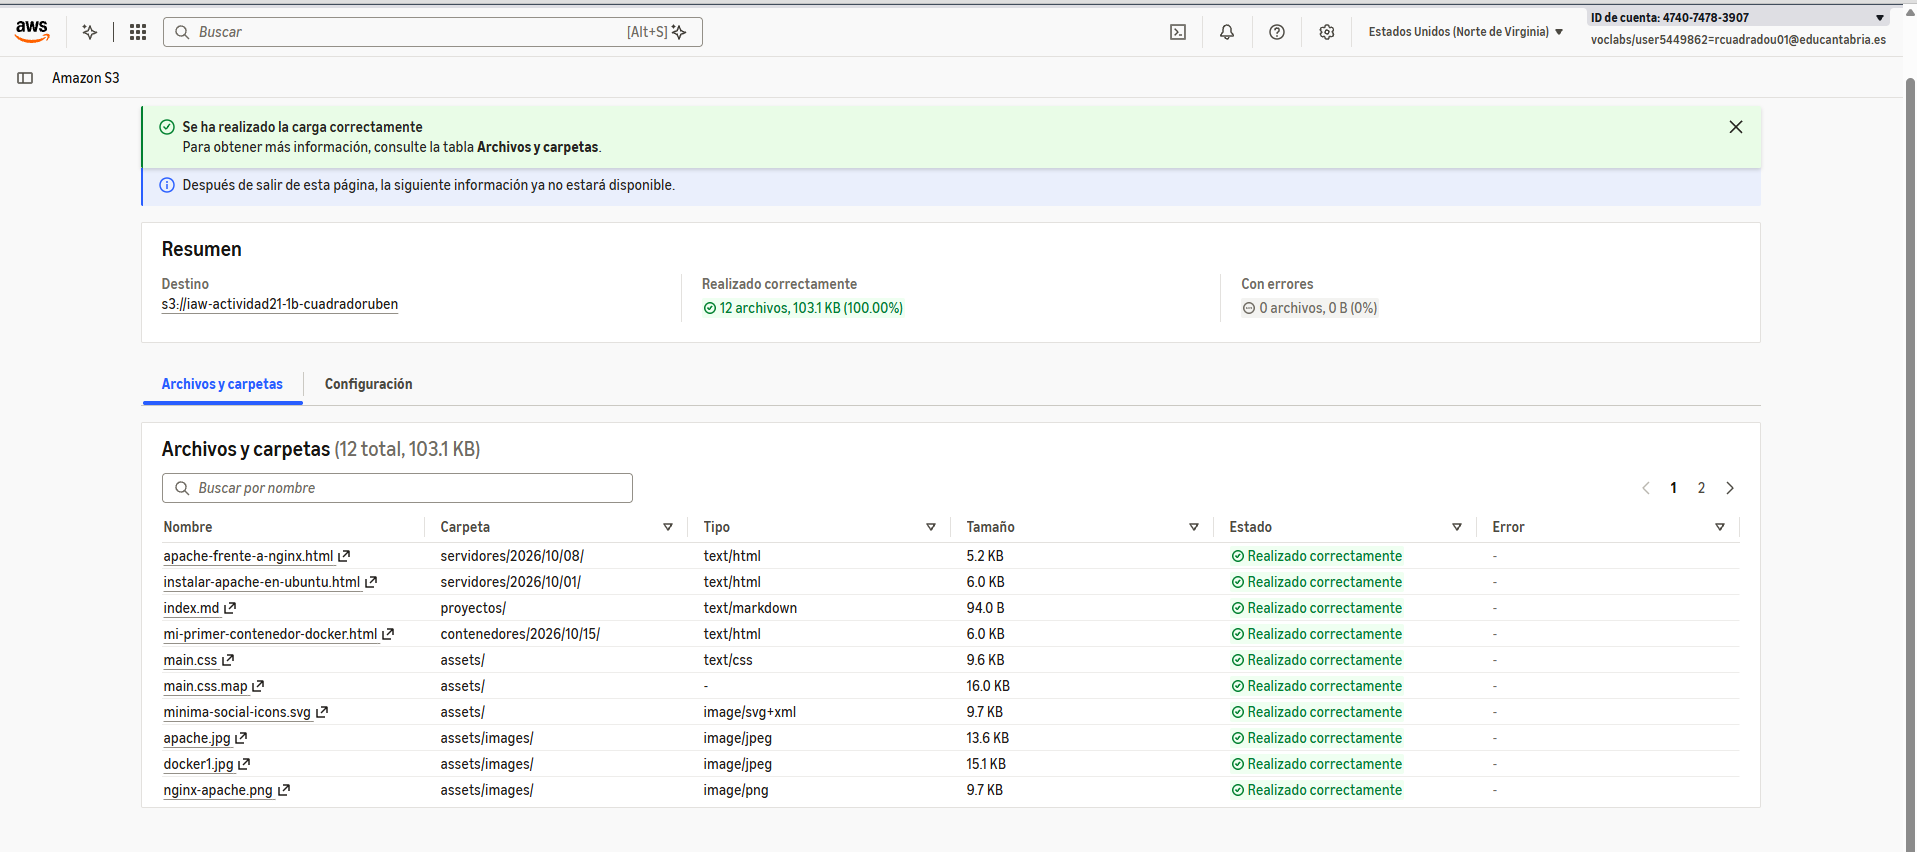 aws
Buscar [Alt+S]
Estados Unidos (Norte de Virginia)
ID de cuenta: 4740-7478-3907
voclabs/user5449862=rcuadradou01@educantabria.es
Amazon S3
Se ha realizado la carga correctamente
Para obtener más información, consulte la tabla Archivos y carpetas.
Después de salir de esta página, la siguiente información ya no estará disponible.
Resumen
Destino
s3://iaw-actividad21-1b-cuadradoruben
Realizado correctamente
12 archivos, 103.1 KB (100.00%)
Con errores
0 archivos, 0 B (0%)
Archivos y carpetas
Configuración
Archivos y carpetas (12 total, 103.1 KB)
Buscar por nombre
1 2
Nombre Carpeta Tipo Tamaño Estado Error
apache-frente-a-nginx.html servidores/2026/10/08/ text/html 5.2 KB Realizado correctamente -
instalar-apache-en-ubuntu.html servidores/2026/10/01/ text/html 6.0 KB Realizado correctamente -
index.md proyectos/ text/markdown 94.0 B Realizado correctamente -
mi-primer-contenedor-docker.html contenedores/2026/10/15/ text/html 6.0 KB Realizado correctamente -
main.css assets/ text/css 9.6 KB Realizado correctamente -
main.css.map assets/ - 16.0 KB Realizado correctamente -
minima-social-icons.svg assets/ image/svg+xml 9.7 KB Realizado correctamente -
apache.jpg assets/images/ image/jpeg 13.6 KB Realizado correctamente -
docker1.jpg assets/images/ image/jpeg 15.1 KB Realizado correctamente -
nginx-apache.png assets/images/ image/png 9.7 KB Realizado correctamente -